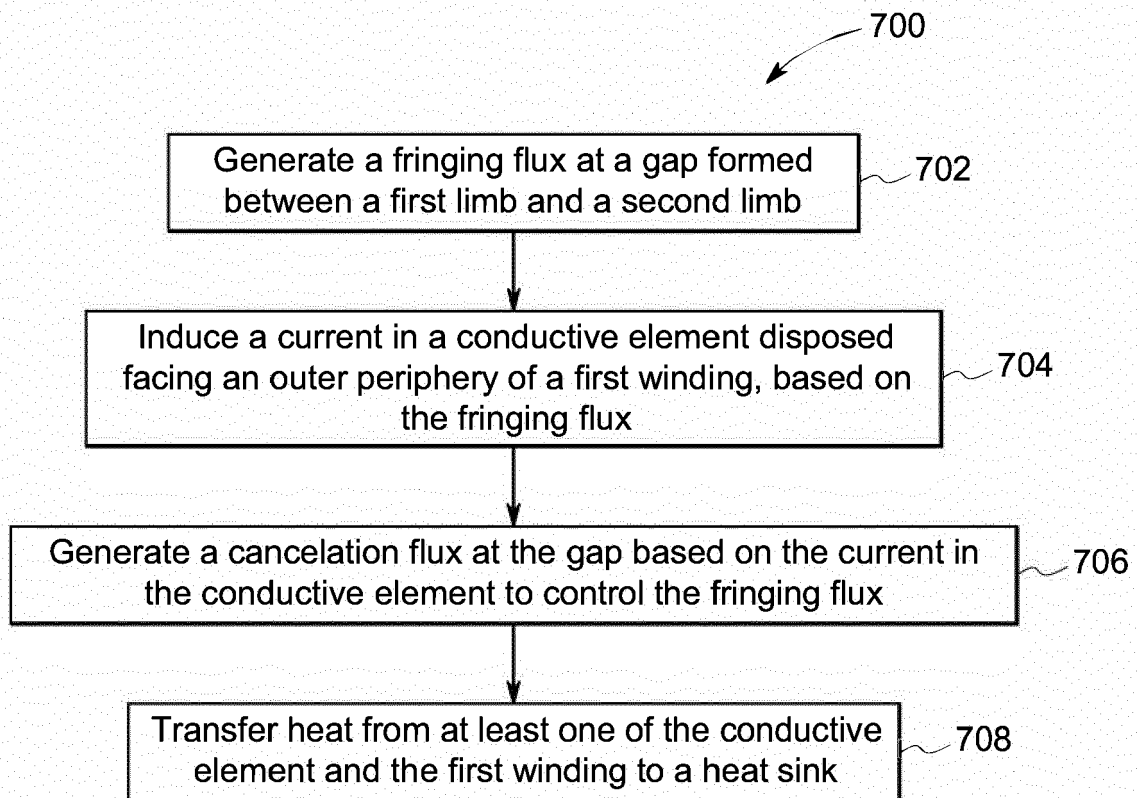 700
Generate a fringing flux at a gap formed
between a first limb and a second limb
702
Induce a current in a conductive element disposed
facing an outer periphery of a first winding, based on
the fringing flux
704
Generate a cancelation flux at the gap based on the current in
the conductive element to control the fringing flux
706
Transfer heat from at least one of the conductive
element and the first winding to a heat sink
708